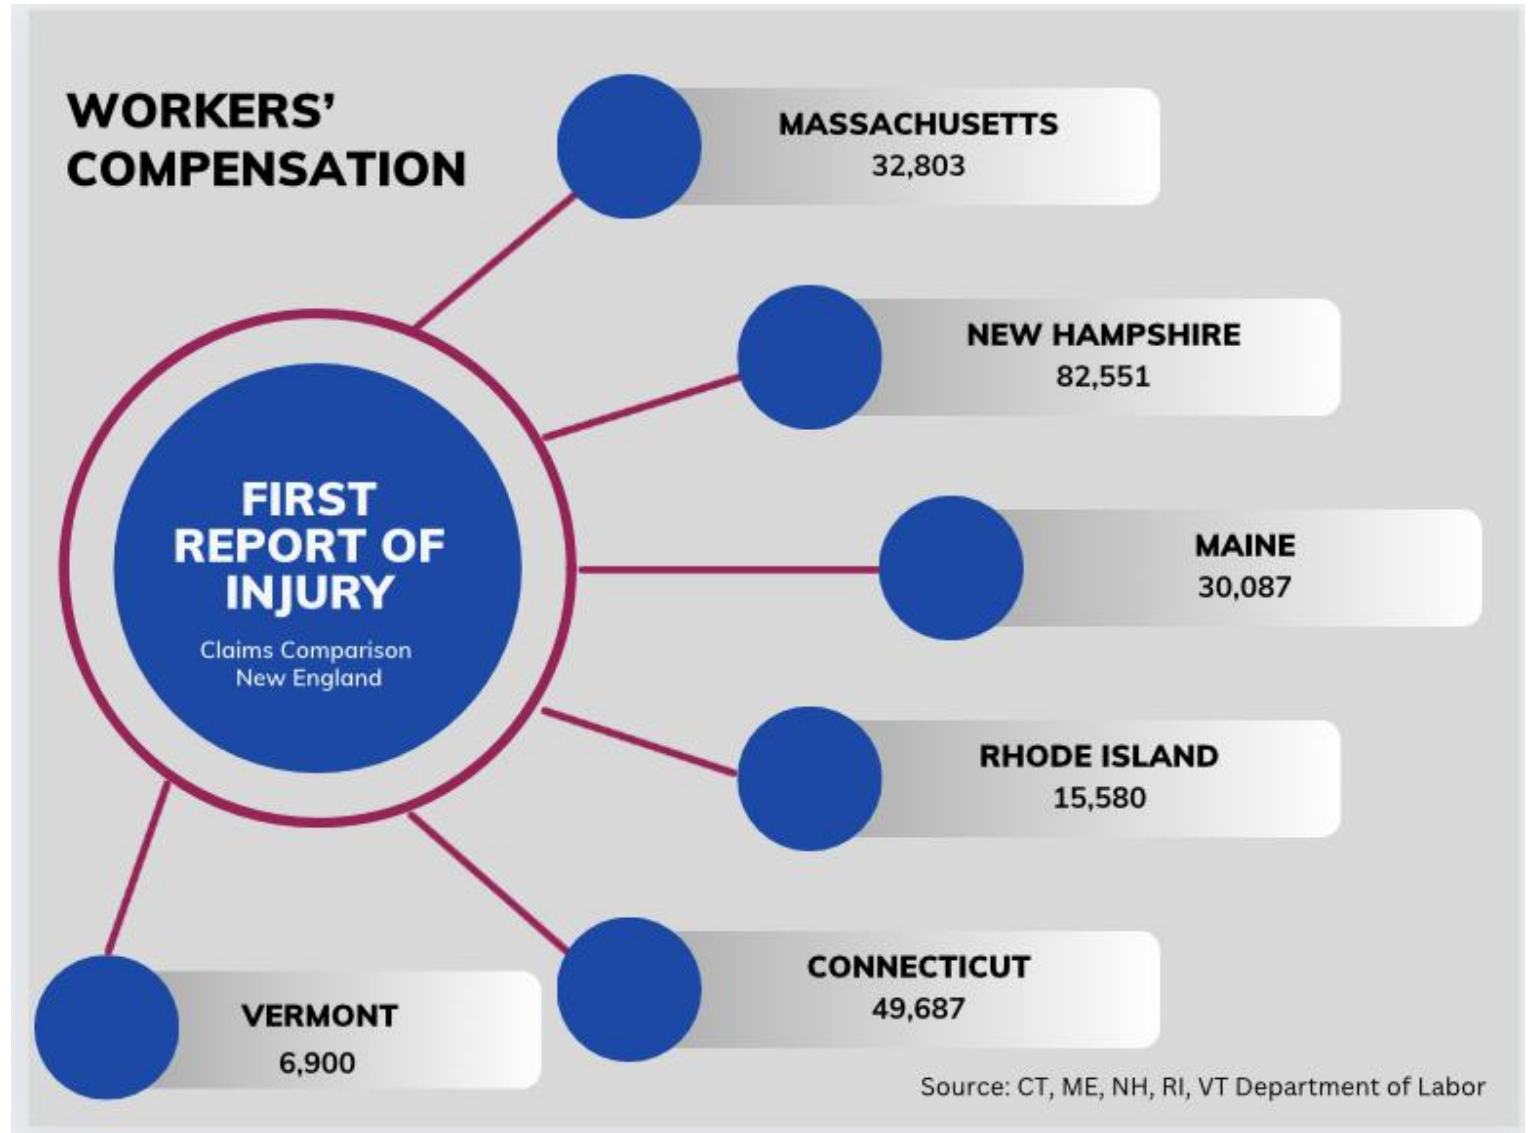 WORKERS’
COMPENSATION
MASSACHUSETTS
32,803
NEW HAMPSHIRE
82,551
FIRST
REPORT OF
INJURY
Claims Comparison
New England
MAINE
30,087
RHODE ISLAND
15,580
CONNECTICUT
49,687
VERMONT
6,900
Source: CT, ME, NH, RI, VT Department of Labor